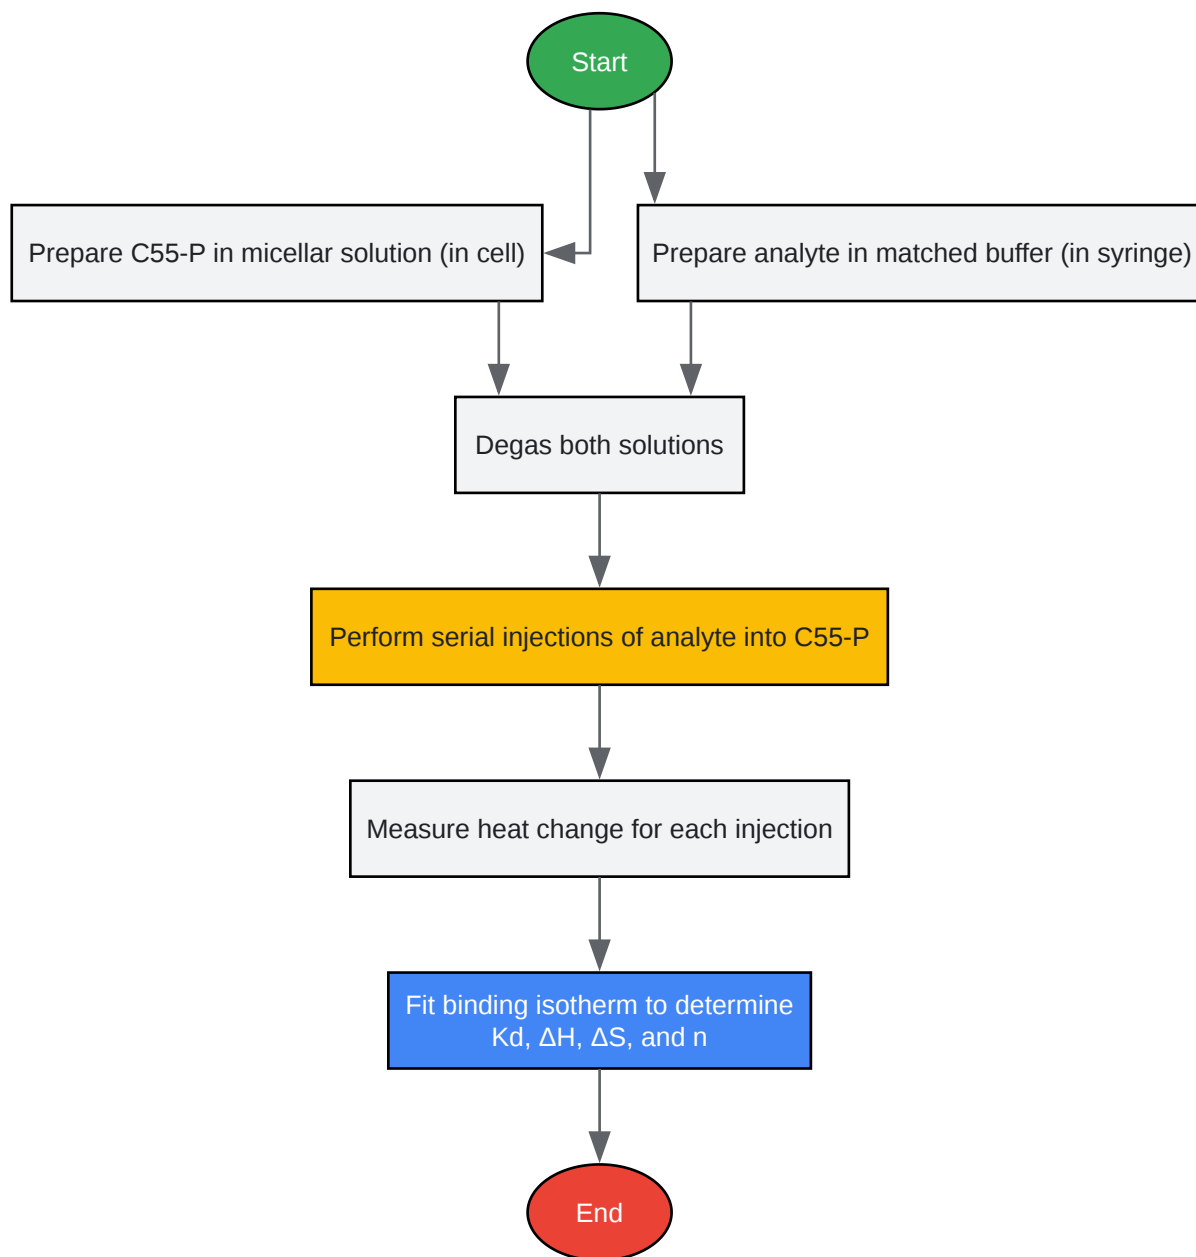 Start
Prepare C55-P in micellar solution (in cell)
Prepare analyte in matched buffer (in syringe)
Degas both solutions
Perform serial injections of analyte into C55-P
Measure heat change for each injection
Fit binding isotherm to determine
Kd, ΔH, ΔS, and n
End